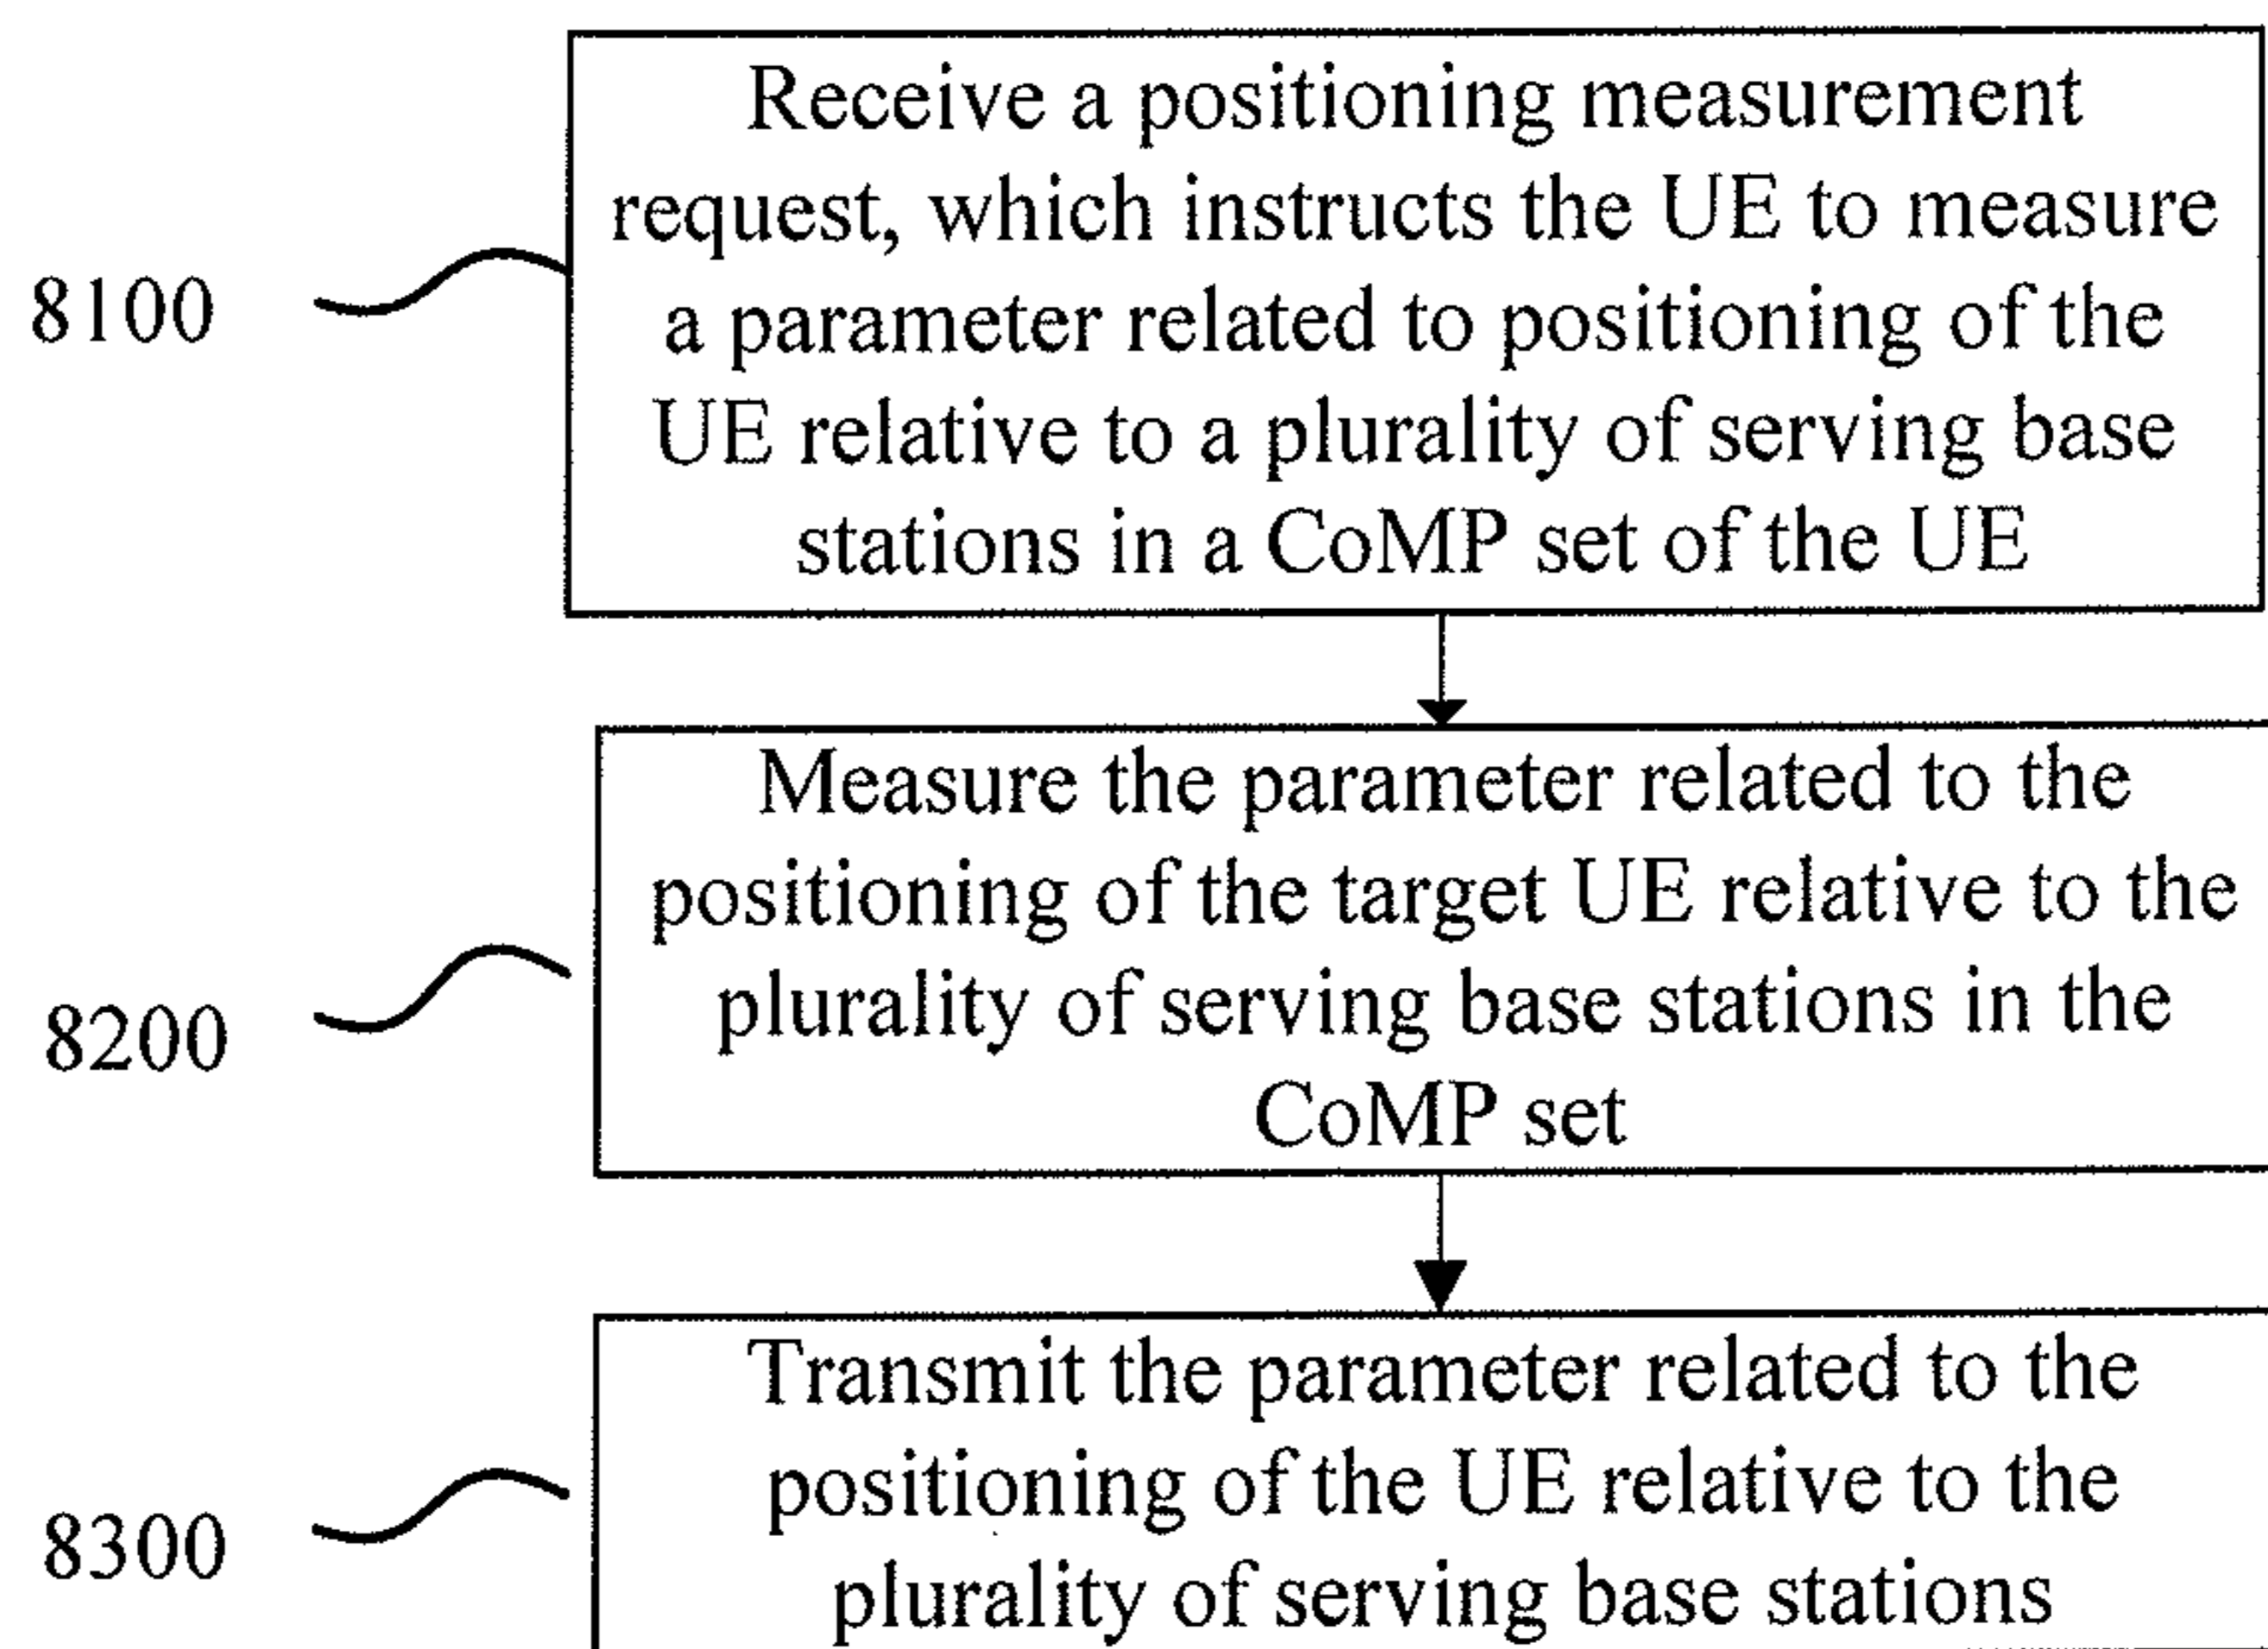 Receive a positioning measurement
request, which instructs the UE to measure
8100
a parameter related to positioning of the
UE relative to a plurality of serving base
stations in a CoMP set of the UE
Measure the parameter related to the
positioning of the target UE relative to the
8200
plurality of serving base stations in the
CoMP set
Transmit the parameter related to the
positioning of the UE relative to the
8300
plurality of serving base stations